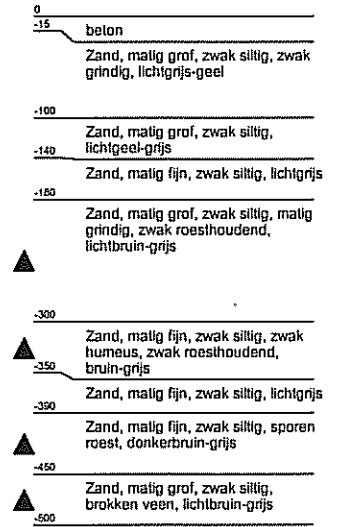 0
-15
beton
Zand, matig grof, zwak siltig, zwak
grindig, lichtgrijs-geel
-100
Zand, matig grof, zwak siltig,
lichtgeel-grijs
-140
Zand, matig fijn, zwak siltig, lichtgrijs
-180
Zand, matig grof, zwak siltig, matig
grindig, zwak roesthoudend,
lichtbruin-grijs
-300
Zand, matig fijn, zwak siltig, zwak
humeus, zwak roesthoudend,
bruin-grijs
-350
Zand, matig fijn, zwak siltig, lichtgrijs
-390
Zand, matig fijn, zwak siltig, sporen
roest, donkerbruin-grijs
-450
Zand, matig grof, zwak siltig,
brokken veen, lichtbruin-grijs
-500